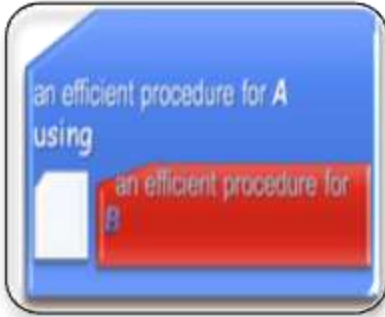 an efficient procedure for A
using
an efficient procedure for
B